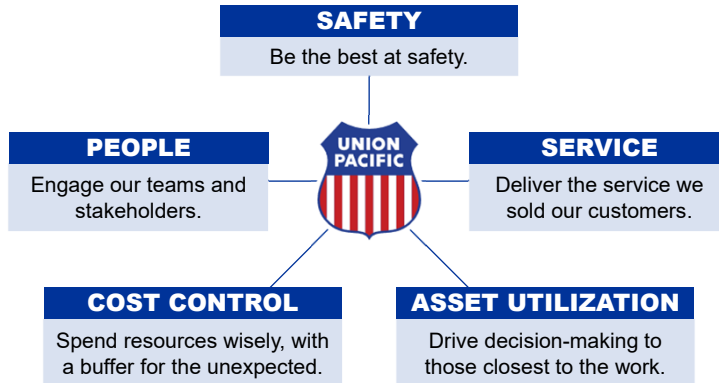 SAFETY
Be the best at safety.
PEOPLE
Engage our teams and
stakeholders.
UNION
PACIFIC
SERVICE
Deliver the service we
sold our customers.
COST CONTROL
Spend resources wisely, with
a buffer for the unexpected.
ASSET UTILIZATION
Drive decision-making to
those closest to the work.